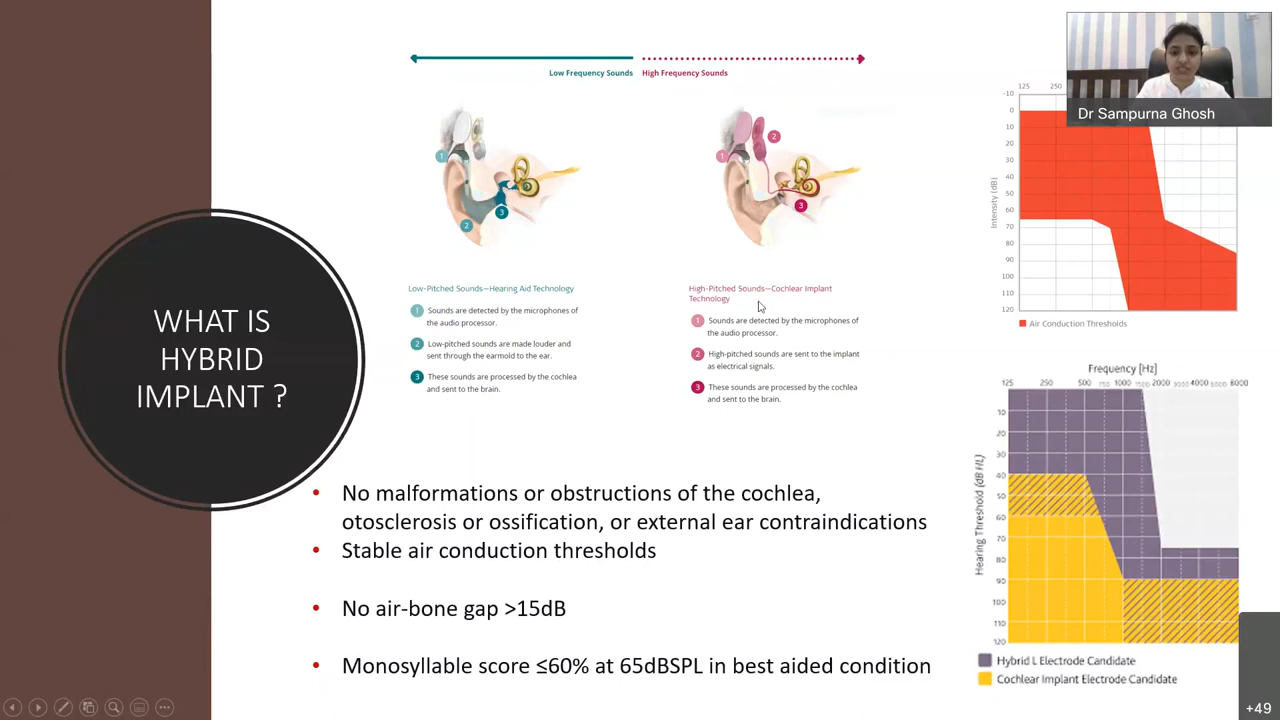 WHAT IS
HYBRID
IMPLANT ?
Low Frequency Sounds
High Frequency Sounds
1
2
3
Low-Pitched Sounds—Hearing Aid Technology
1 Sounds are detected by the microphones of
the audio processor.
2 Low-pitched sounds are made louder and
sent through the earmold to the ear.
3 These sounds are processed by the cochlea
and sent to the brain.
1
2
3
High-Pitched Sounds—Cochlear Implant
Technology
1 Sounds are detected by the microphones of
the audio processor.
2 High-pitched sounds are sent to the implant
as electrical signals.
3 These sounds are processed by the cochlea
and sent to the brain.
• No malformations or obstructions of the cochlea,
otosclerosis or ossification, or external ear contraindications
• Stable air conduction thresholds
• No air-bone gap >15dB
• Monosyllable score ≤60% at 65dBSPL in best aided condition
Dr Sampurna Ghosh
125 250
-10
0
10
20
30
40
50
60
70
80
90
100
110
120
Intensity (dB)
Air Conduction Thresholds
Frequency [Hz]
125 250 500 750 1000 1500 2000 3000 4000 6000 8000
10
20
30
40
50
60
70
80
90
100
110
120
Hearing Threshold (dB HL)
Hybrid L Electrode Candidate
Cochlear Implant Electrode Candidate
+49